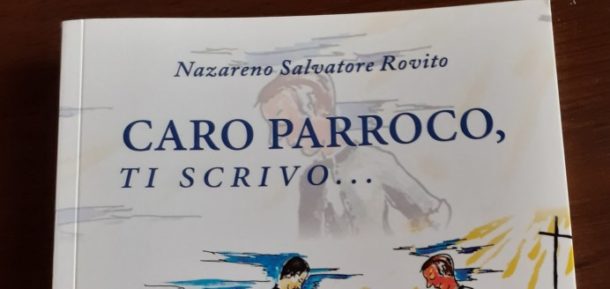 Nazareno Salvatore Rovito
CARO PARROCO,
TI SCRIVO...